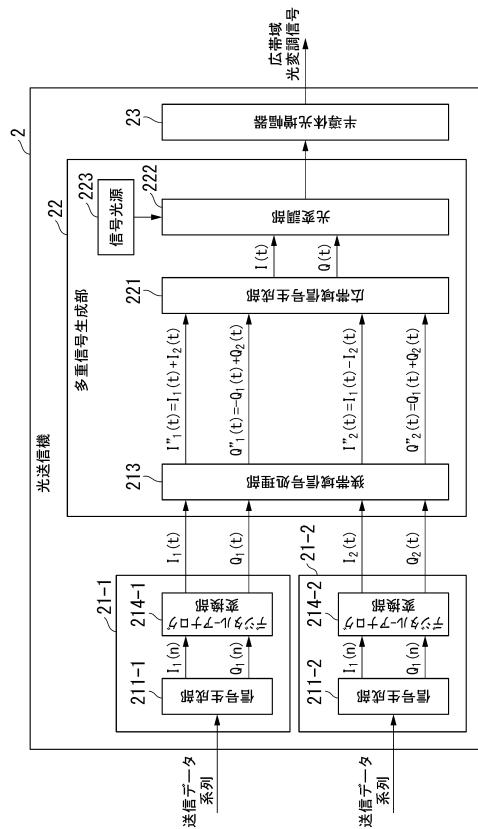 光送信機
2
送信データ
系列
21-1
211-1
信号生成部
I₁(n)
Q₁(n)
214-1
デジタル-アナログ
変換部
I₁(t)
Q₁(t)
送信データ
系列
21-2
211-2
信号生成部
I₁(n)
Q₁(n)
214-2
デジタル-アナログ
変換部
I₂(t)
Q₂(t)
多重信号生成部
22
213
狭帯域信号処理部
I"₁(t)=I₁(t)+I₂(t)
Q"₁(t)=-Q₁(t)+Q₂(t)
I"₂(t)=I₁(t)-I₂(t)
Q"₂(t)=Q₁(t)+Q₂(t)
221
広帯域信号生成部
I(t)
Q(t)
223
信号光源
222
光変調部
23
半導体光増幅器
広帯域
光変調信号